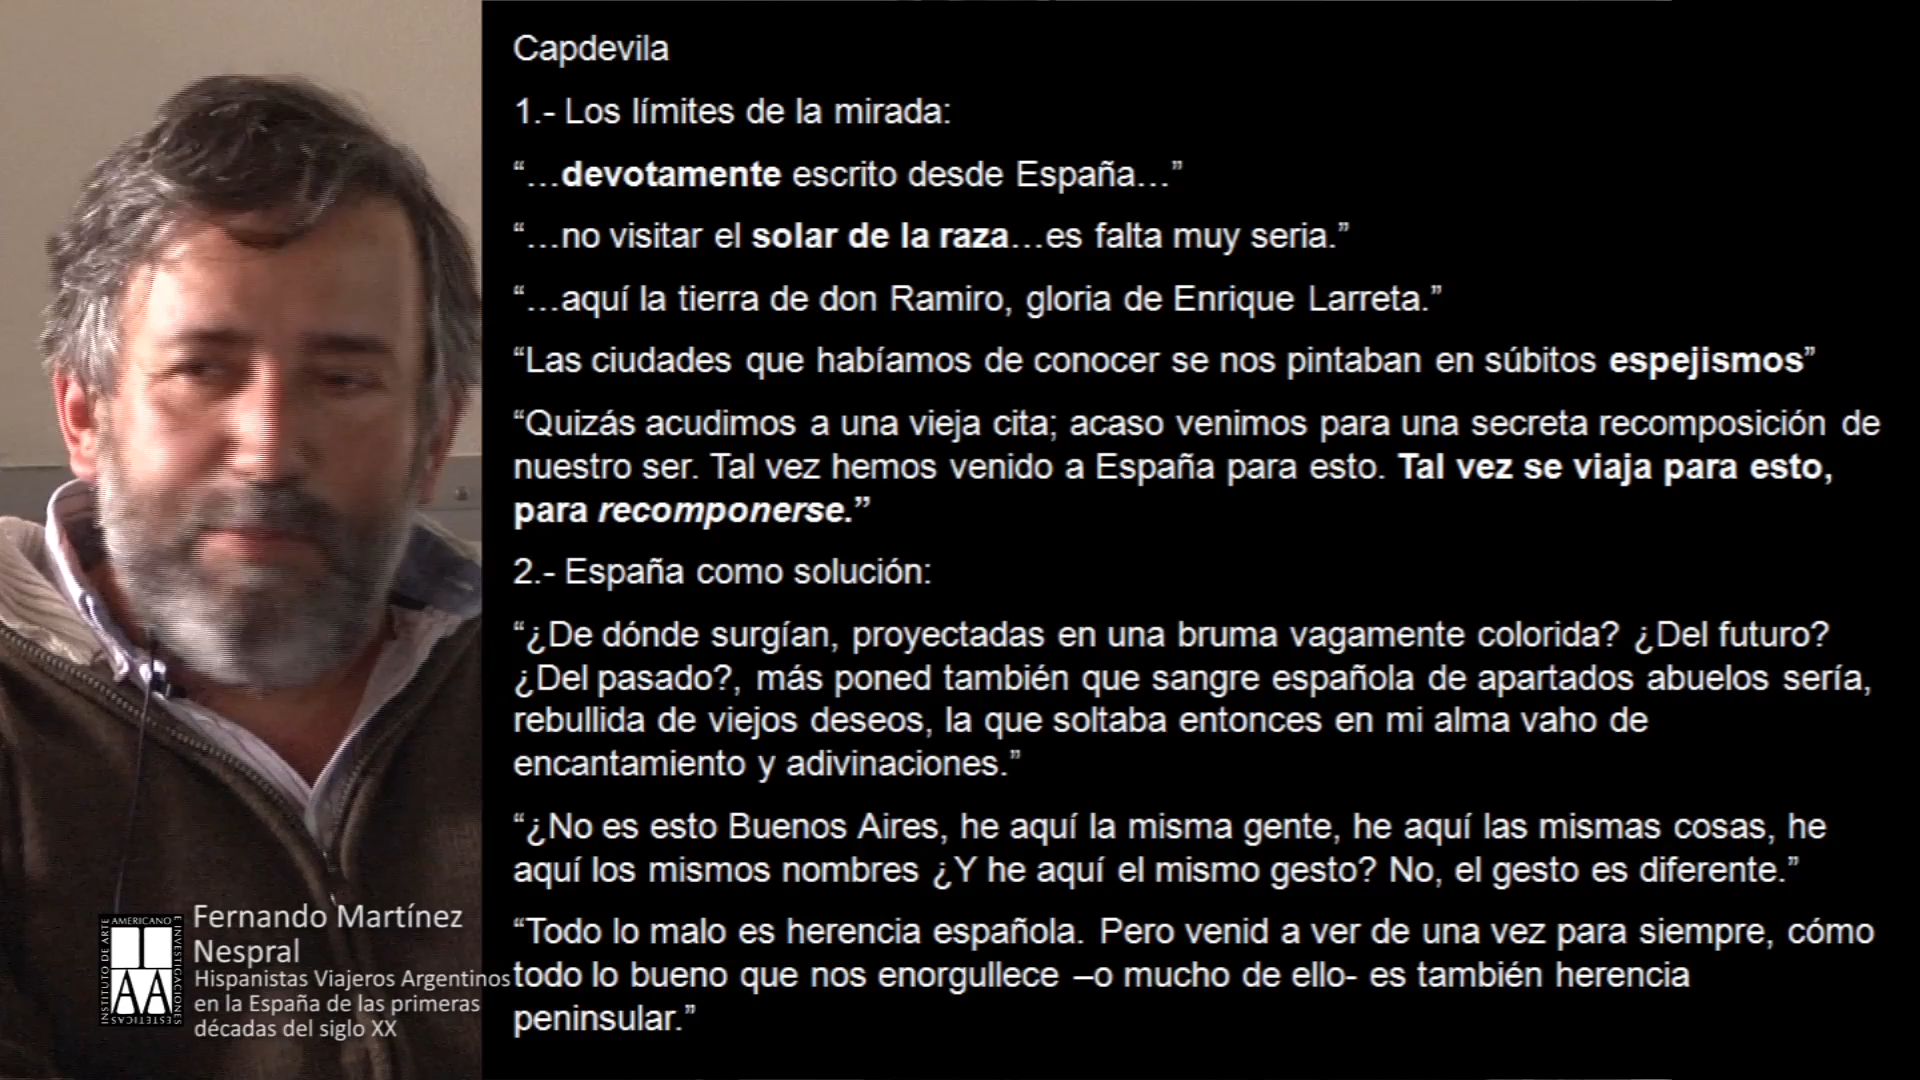 Capdevila
1.- Los límites de la mirada:
“…devotamente escrito desde España…”
“…no visitar el solar de la raza…es falta muy seria.”
“…aquí la tierra de don Ramiro, gloria de Enrique Larreta.”
“Las ciudades que habíamos de conocer se nos pintaban en súbitos espejismos”
“Quizás acudimos a una vieja cita; acaso venimos para una secreta recomposición de
nuestro ser. Tal vez hemos venido a España para esto. Tal vez se viaja para esto,
para recomponerse.”
2.- España como solución:
“¿De dónde surgían, proyectadas en una bruma vagamente colorida? ¿Del futuro?
¿Del pasado?, más poned también que sangre española de apartados abuelos sería,
rebullida de viejos deseos, la que soltaba entonces en mi alma vaho de
encantamiento y adivinaciones.”
“¿No es esto Buenos Aires, he aquí la misma gente, he aquí las mismas cosas, he
aquí los mismos nombres ¿Y he aquí el mismo gesto? No, el gesto es diferente.”
“Todo lo malo es herencia española. Pero venid a ver de una vez para siempre, cómo
todo lo bueno que nos enorgullece –o mucho de ello- es también herencia
peninsular.”
INSTITUTO DE ARTE
AMERICANO
E INVESTIGACIONES
ESTÉTICAS
IAA
Fernando Martínez
Nespral
Hispanistas Viajeros Argentinos
en la España de las primeras
décadas del siglo XX